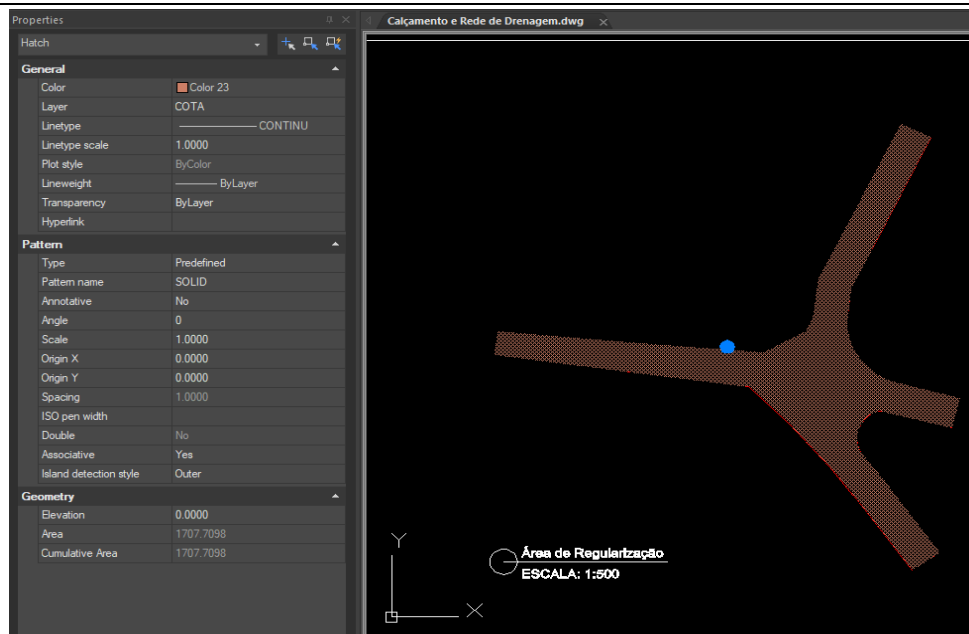 Properties
Calçamento e Rede de Drenagem.dwg
Hatch
General
Color Color 23
Layer COTA
Linetype CONTINU
Linetype scale 1.0000
Plot style ByColor
Lineweight ByLayer
Transparency ByLayer
Hyperlink
Pattern
Type Predefined
Pattern name SOLID
Annotative No
Angle 0
Scale 1.0000
Origin X 0.0000
Origin Y 0.0000
Spacing 1.0000
ISO pen width
Double No
Associative Yes
Island detection style Outer
Geometry
Elevation 0.0000
Area 1707.7098
Cumulative Area 1707.7098
Y
X
Área de Regularização
ESCALA: 1:500